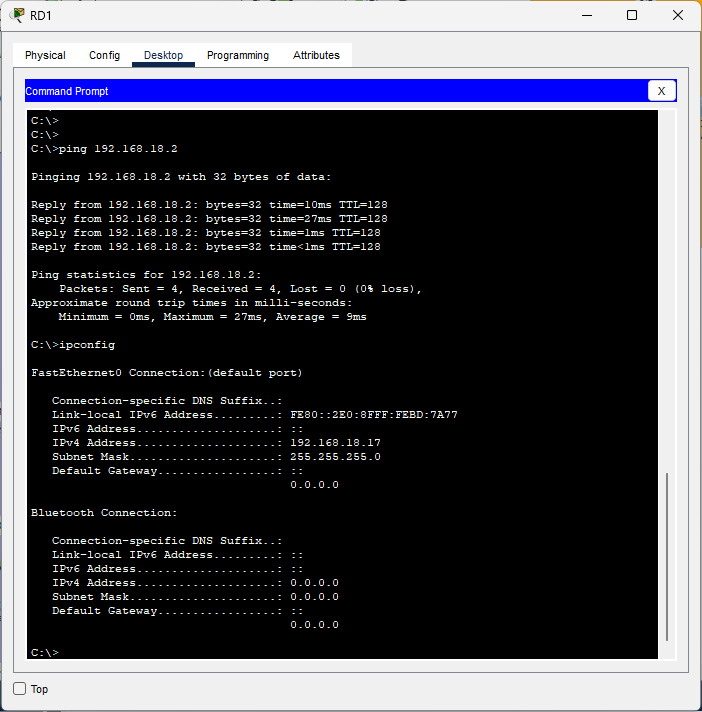 RD1
Physical Config Desktop Programming Attributes
Command Prompt X
C:\>
C:\>
C:\>ping 192.168.18.2
Pinging 192.168.18.2 with 32 bytes of data:
Reply from 192.168.18.2: bytes=32 time=10ms TTL=128
Reply from 192.168.18.2: bytes=32 time=27ms TTL=128
Reply from 192.168.18.2: bytes=32 time=1ms TTL=128
Reply from 192.168.18.2: bytes=32 time<1ms TTL=128
Ping statistics for 192.168.18.2:
    Packets: Sent = 4, Received = 4, Lost = 0 (0% loss),
Approximate round trip times in milli-seconds:
    Minimum = 0ms, Maximum = 27ms, Average = 9ms
C:\>ipconfig
FastEthernet0 Connection:(default port)
   Connection-specific DNS Suffix..:
   Link-local IPv6 Address.........: FE80::2E0:8FFF:FEBD:7A77
   IPv6 Address....................: ::
   IPv4 Address....................: 192.168.18.17
   Subnet Mask.....................: 255.255.255.0
   Default Gateway.................: ::
                                     0.0.0.0
Bluetooth Connection:
   Connection-specific DNS Suffix..:
   Link-local IPv6 Address.........: ::
   IPv6 Address....................: ::
   IPv4 Address....................: 0.0.0.0
   Subnet Mask.....................: 0.0.0.0
   Default Gateway.................: ::
                                     0.0.0.0
C:\>
Top